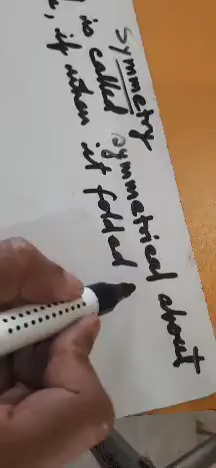 Symmetry
is called symmetrical about
, if when it folded